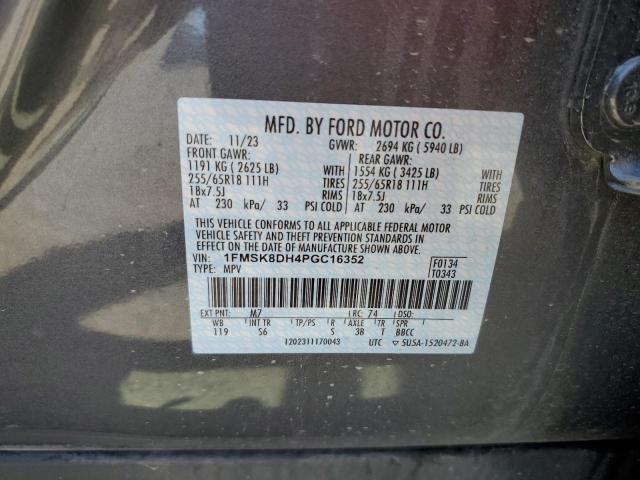 MFD. BY FORD MOTOR CO.
DATE: 11/23 GVWR: 2694 KG ( 5940 LB)
FRONT GAWR: REAR GAWR:
1191 KG ( 2625 LB) WITH 1554 KG ( 3425 LB) WITH
255/65R18 111H TIRES 255/65R18 111H TIRES
18x7.5J RIMS 18x7.5J RIMS
AT 230 kPa/ 33 PSI COLD AT 230 kPa/ 33 PSI COLD
THIS VEHICLE CONFORMS TO ALL APPLICABLE FEDERAL MOTOR
VEHICLE SAFETY AND THEFT PREVENTION STANDARDS IN
EFFECT ON THE DATE OF MANUFACTURE SHOWN ABOVE.
VIN: 1FMSK8DH4PGC16352 F0134
TYPE: MPV T0343
EXT PNT: M7 RC: 74 DSO:
WB INT TR TP/PS R AXLE TR SPR
119 S6 S 3B T BBCC
1202311170043 UTC ▽ 5U5A-1520472-BA